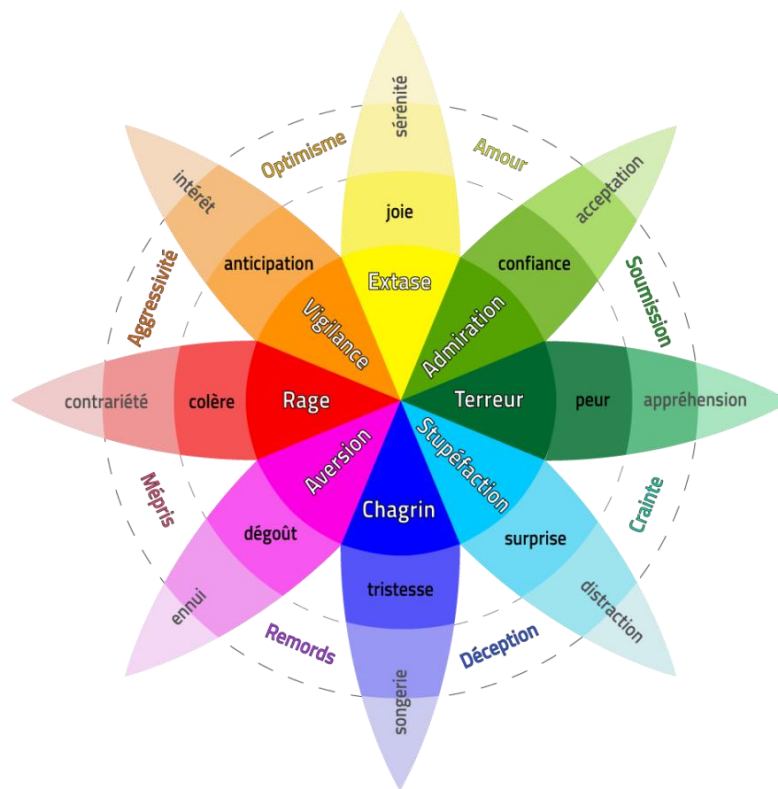 sérénité
Optimisme
Amour
intérêt
acceptation
joie
anticipation
confiance
Extase
Aggressivité
Vigilance
Admiration
Soumission
contrariété
colère
Rage
Terreur
peur
appréhension
Aversion
Stupéfaction
Mépris
Chagrin
Crainte
dégoût
surprise
tristesse
ennui
distraction
Remords
Déception
songerie